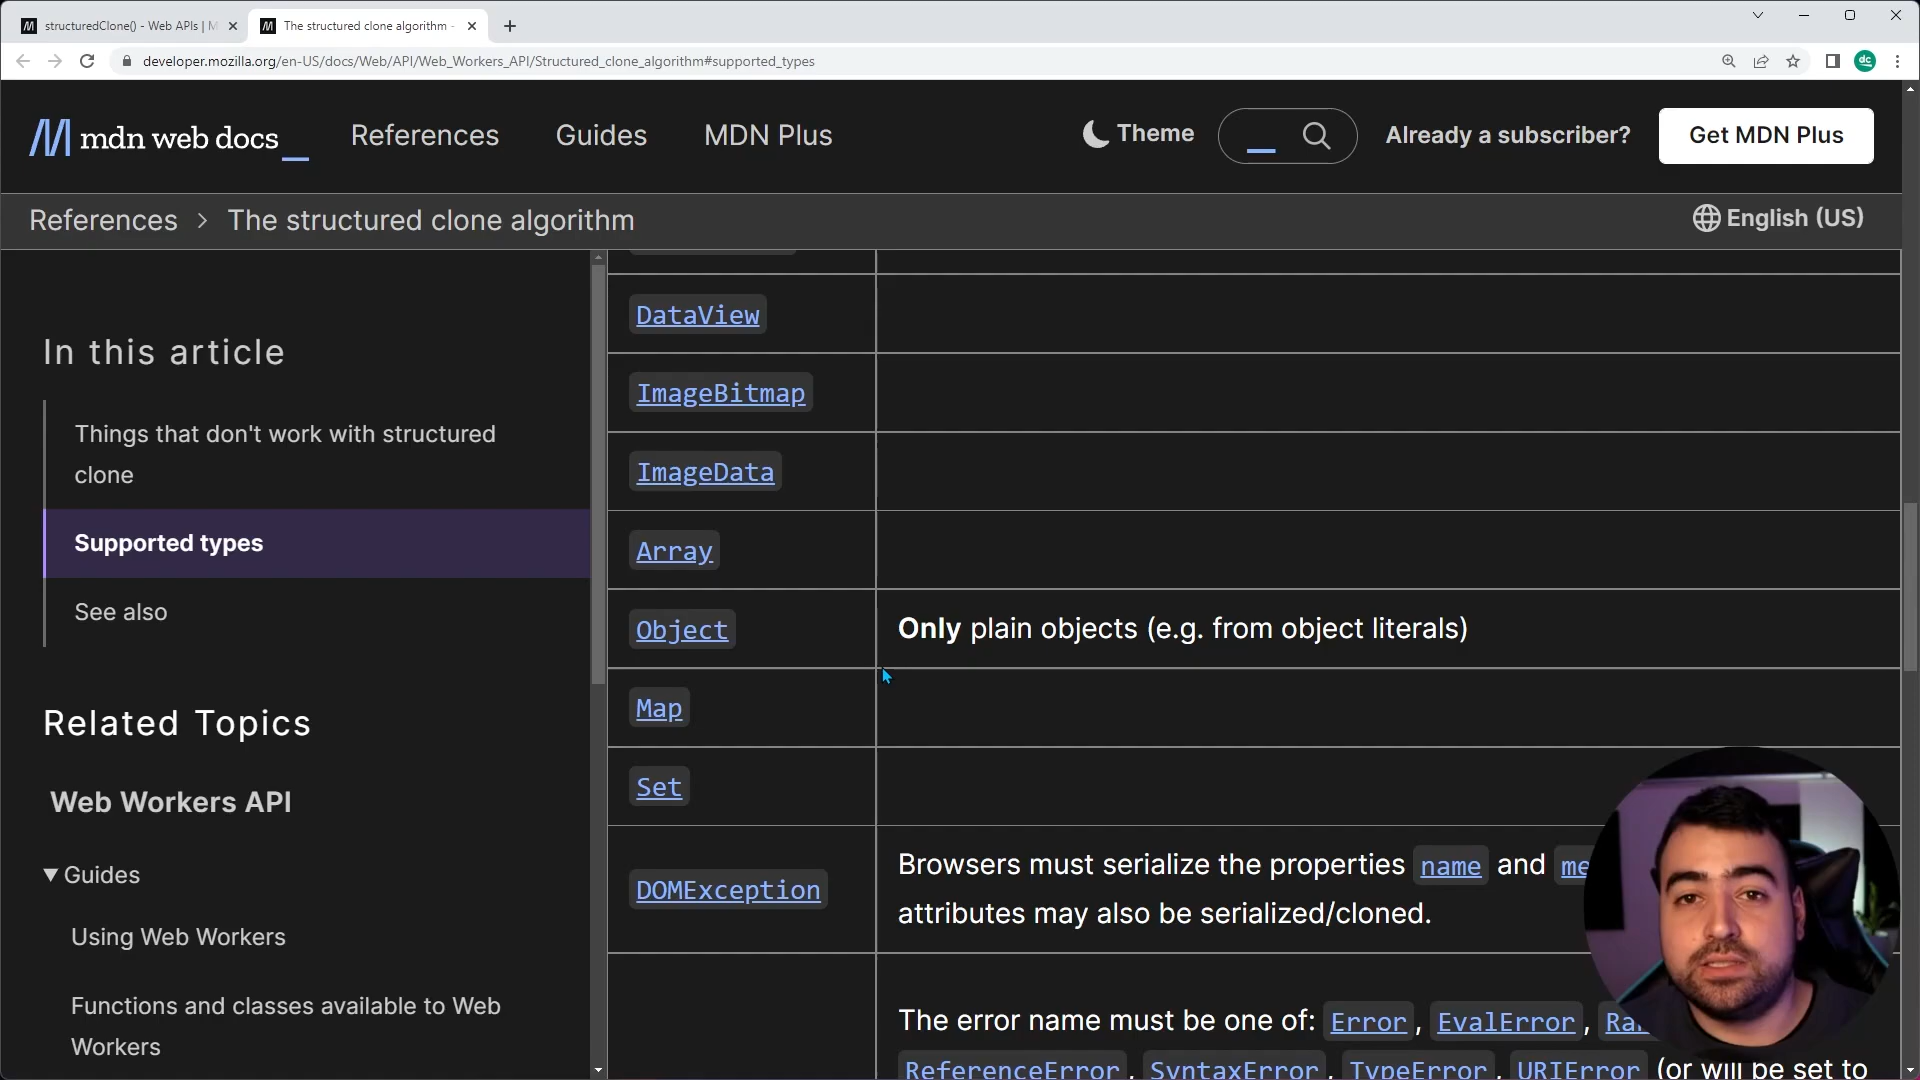 structuredClone() - Web APIs | M
The structured clone algorithm -
developer.mozilla.org/en-US/docs/Web/API/Web_Workers_API/Structured_clone_algorithm#supported_types
dc
mdn web docs_
References
Guides
MDN Plus
Theme
Already a subscriber?
Get MDN Plus
References > The structured clone algorithm
English (US)
In this article
Things that don't work with structured
clone
Supported types
See also
Related Topics
Web Workers API
Guides
Using Web Workers
Functions and classes available to Web
Workers
DataView
ImageBitmap
ImageData
Array
Object
Only plain objects (e.g. from object literals)
Map
Set
DOMException
Browsers must serialize the properties name and
attributes may also be serialized/cloned.
The error name must be one of: Error, EvalError,
ReferenceError, SyntaxError, TypeError, URIError (or will be set to